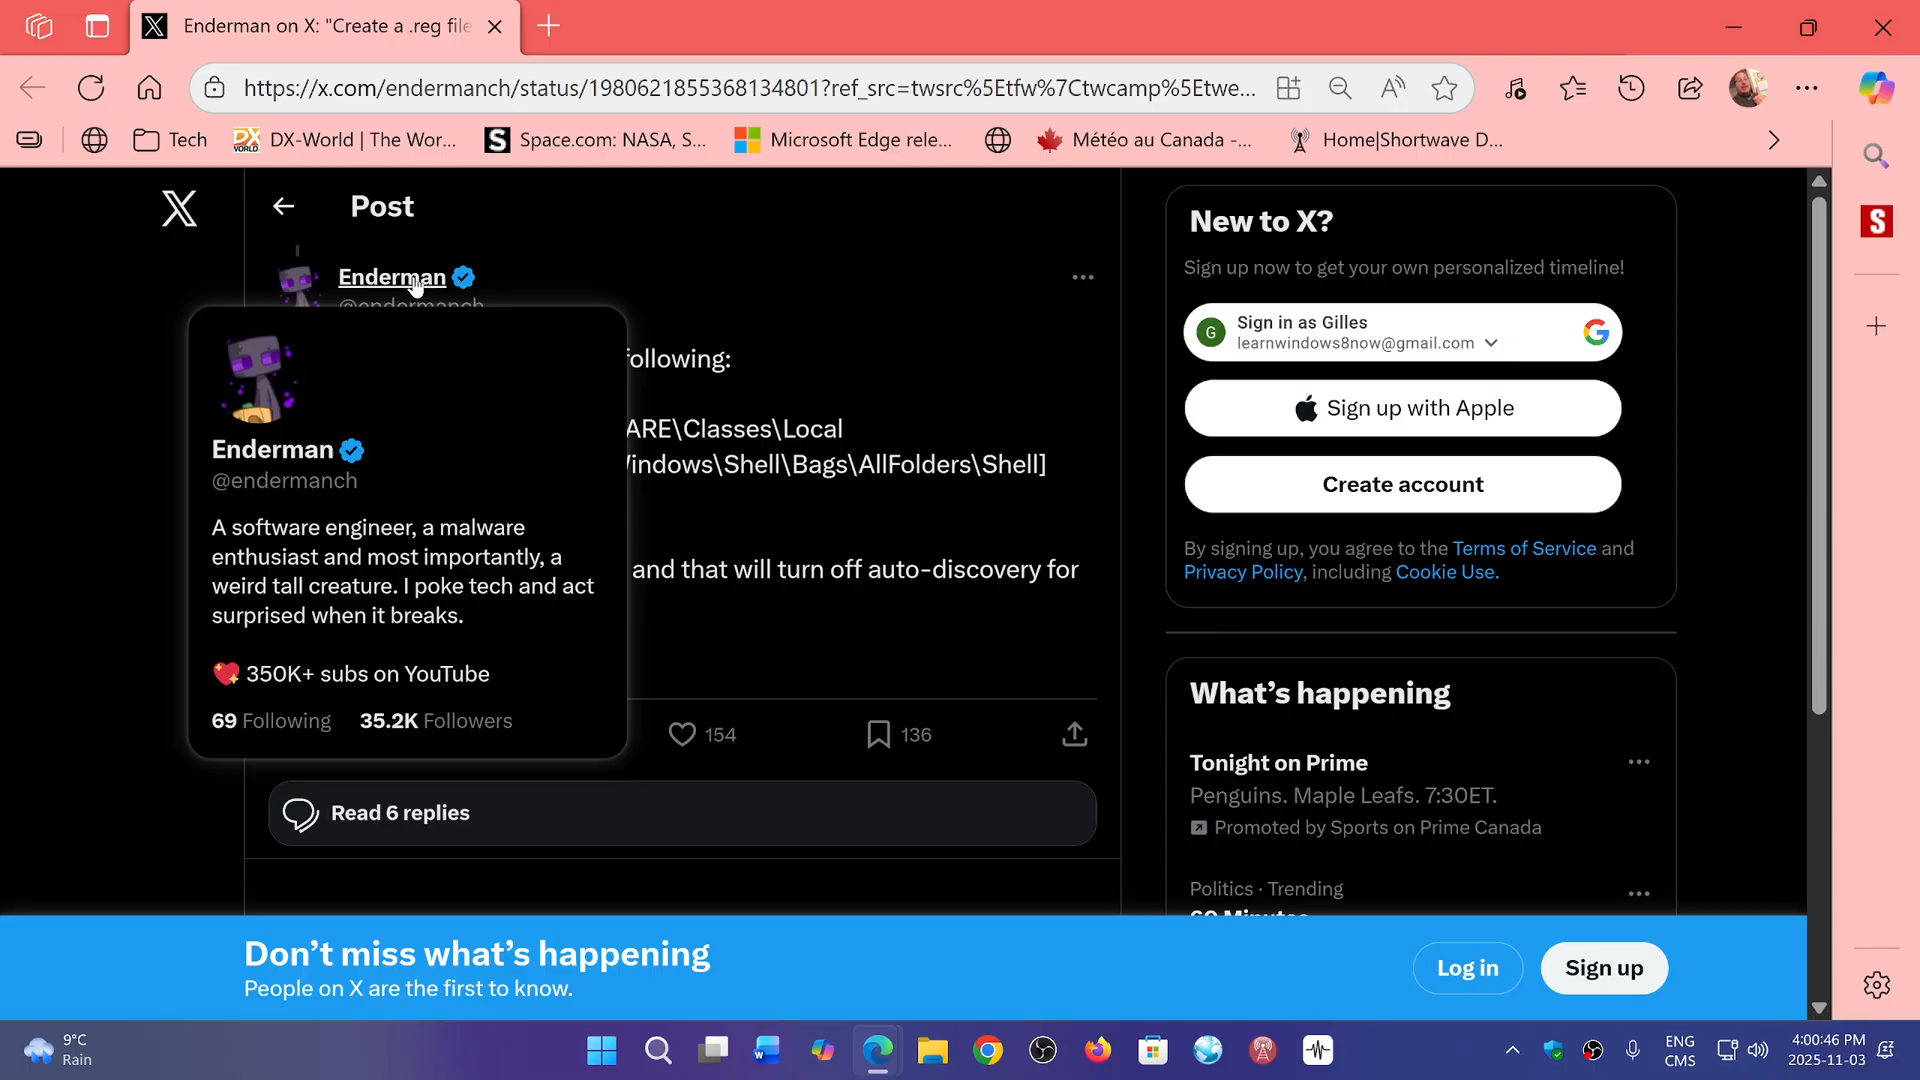 Enderman on X: "Create a .reg file
https://x.com/endermanch/status/1980621855368134801?ref_src=twsrc%5Etfw%7Ctwcamp%5Etwe...
Tech
DX-World | The Wor...
Space.com: NASA, S...
Microsoft Edge rele...
Météo au Canada -...
Home|Shortwave D...
Post
Enderman
@endermanch
following:
ARE\Classes\Local
Windows\Shell\Bags\AllFolders\Shell]
and that will turn off auto-discovery for
Enderman
@endermanch
A software engineer, a malware
enthusiast and most importantly, a
weird tall creature. I poke tech and act
surprised when it breaks.
💖 350K+ subs on YouTube
69 Following 35.2K Followers
154
136
Read 6 replies
New to X?
Sign up now to get your own personalized timeline!
G
Sign in as Gilles
learnwindows8now@gmail.com
Sign up with Apple
Create account
By signing up, you agree to the Terms of Service and
Privacy Policy, including Cookie Use.
What's happening
Tonight on Prime
Penguins. Maple Leafs. 7:30ET.
Promoted by Sports on Prime Canada
Politics · Trending
60 Minutes
Don't miss what's happening
People on X are the first to know.
Log in
Sign up
9°C
Rain
ENG
CMS
4:00:46 PM
2025-11-03